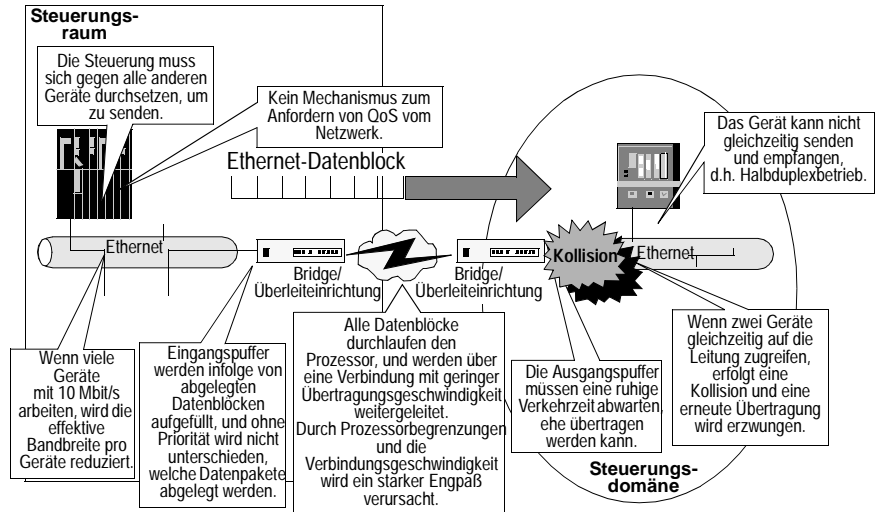 Steuerungs-
raum
Die Steuerung muss
sich gegen alle anderen
Geräte durchsetzen, um
zu senden.
Kein Mechanismus zum
Anfordern von QoS vom
Netzwerk.
Das Gerät kann nicht
gleichzeitig senden
und empfangen,
d.h. Halbduplexbetrieb.
Ethernet-Datenblock
Ethernet
Bridge/
Überleiteinrichtung
Bridge/
Überleiteinrichtung
Kollision
Ethernet
Wenn viele
Geräte
mit 10 Mbit/s
arbeiten, wird die
effektive
Bandbreite pro
Geräte reduziert.
Eingangspuffer
werden infolge von
abgelegten
Datenblöcken
aufgefüllt, und ohne
Priorität wird nicht
unterschieden,
welche Datenpakete
abgelegt werden.
Alle Datenblöcke
durchlaufen den
Prozessor, und werden über
eine Verbindung mit geringer
Übertragungsgeschwindigkeit
weitergeleitet.
Durch Prozessorbegrenzungen
und die
Verbindungsgeschwindigkeit
wird ein starker Engpaß
verursacht.
Die Ausgangspuffer
müssen eine ruhige
Verkehrzeit abwarten,
ehe übertragen
werden kann.
Wenn zwei Geräte
gleichzeitig auf die
Leitung zugreifen,
erfolgt eine
Kollision und eine
erneute Übertragung
wird erzwungen.
Steuerungs-
domäne